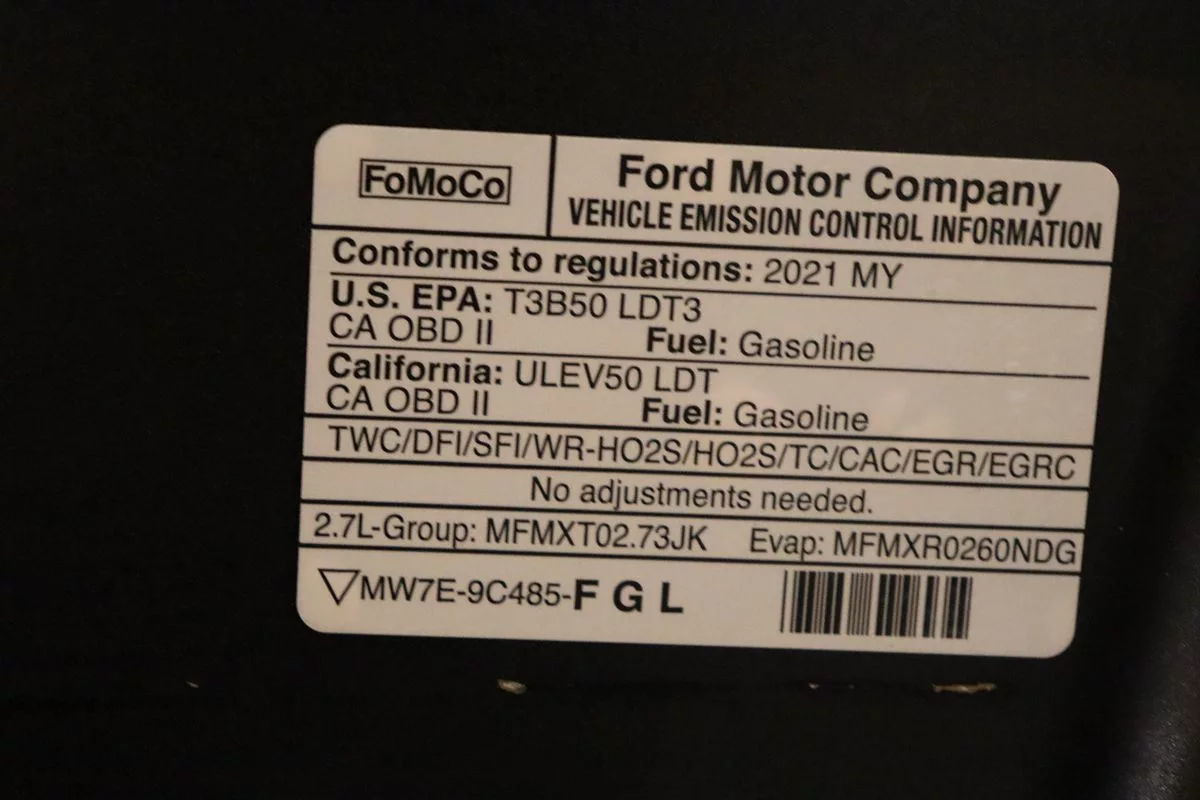 FoMoCo
Ford Motor Company
VEHICLE EMISSION CONTROL INFORMATION
Conforms to regulations: 2021 MY
U.S. EPA: T3B50 LDT3
CA OBD II Fuel: Gasoline
California: ULEV50 LDT
CA OBD II Fuel: Gasoline
TWC/DFI/SFI/WR-HO2S/HO2S/TC/CAC/EGR/EGRC
No adjustments needed.
2.7L-Group: MFMXT02.73JK Evap: MFMXR0260NDG
MW7E-9C485-F G L